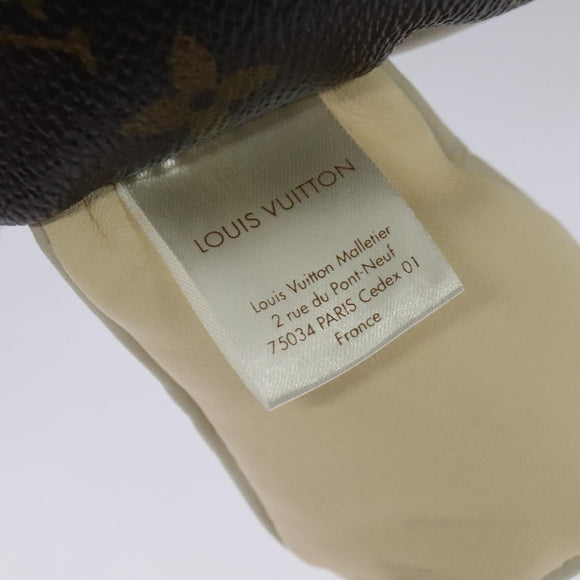 LOUIS VUITTON
Louis Vuitton Malletier
2 rue du Pont-Neuf
75034 PARIS Cedex 01
France